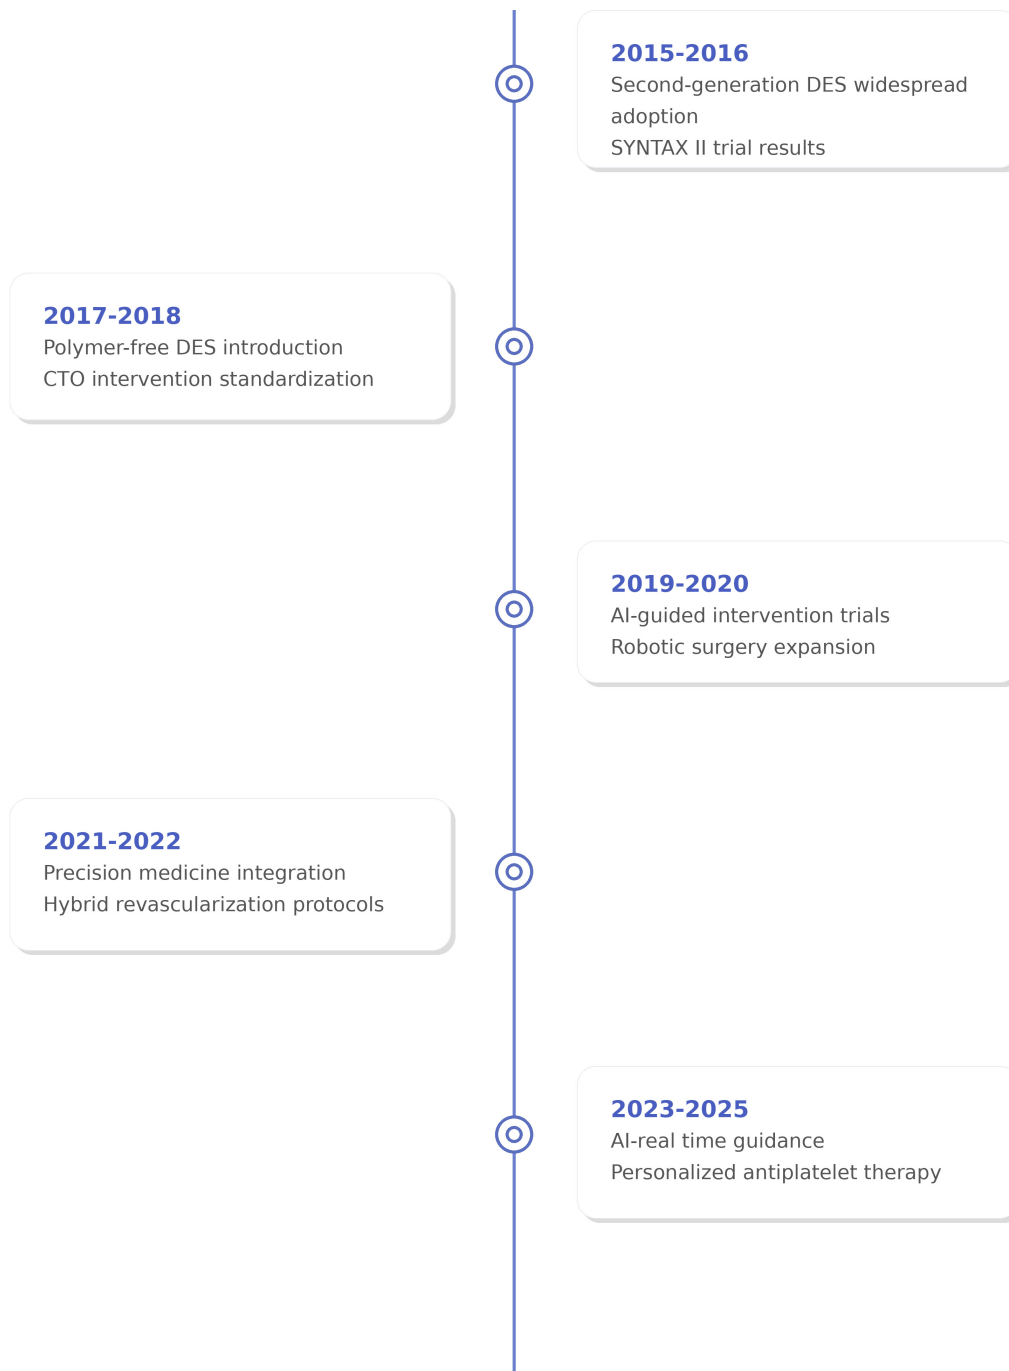 2015-2016
Second-generation DES widespread
adoption
SYNTAX II trial results
2017-2018
Polymer-free DES introduction
CTO intervention standardization
2019-2020
AI-guided intervention trials
Robotic surgery expansion
2021-2022
Precision medicine integration
Hybrid revascularization protocols
2023-2025
AI-real time guidance
Personalized antiplatelet therapy